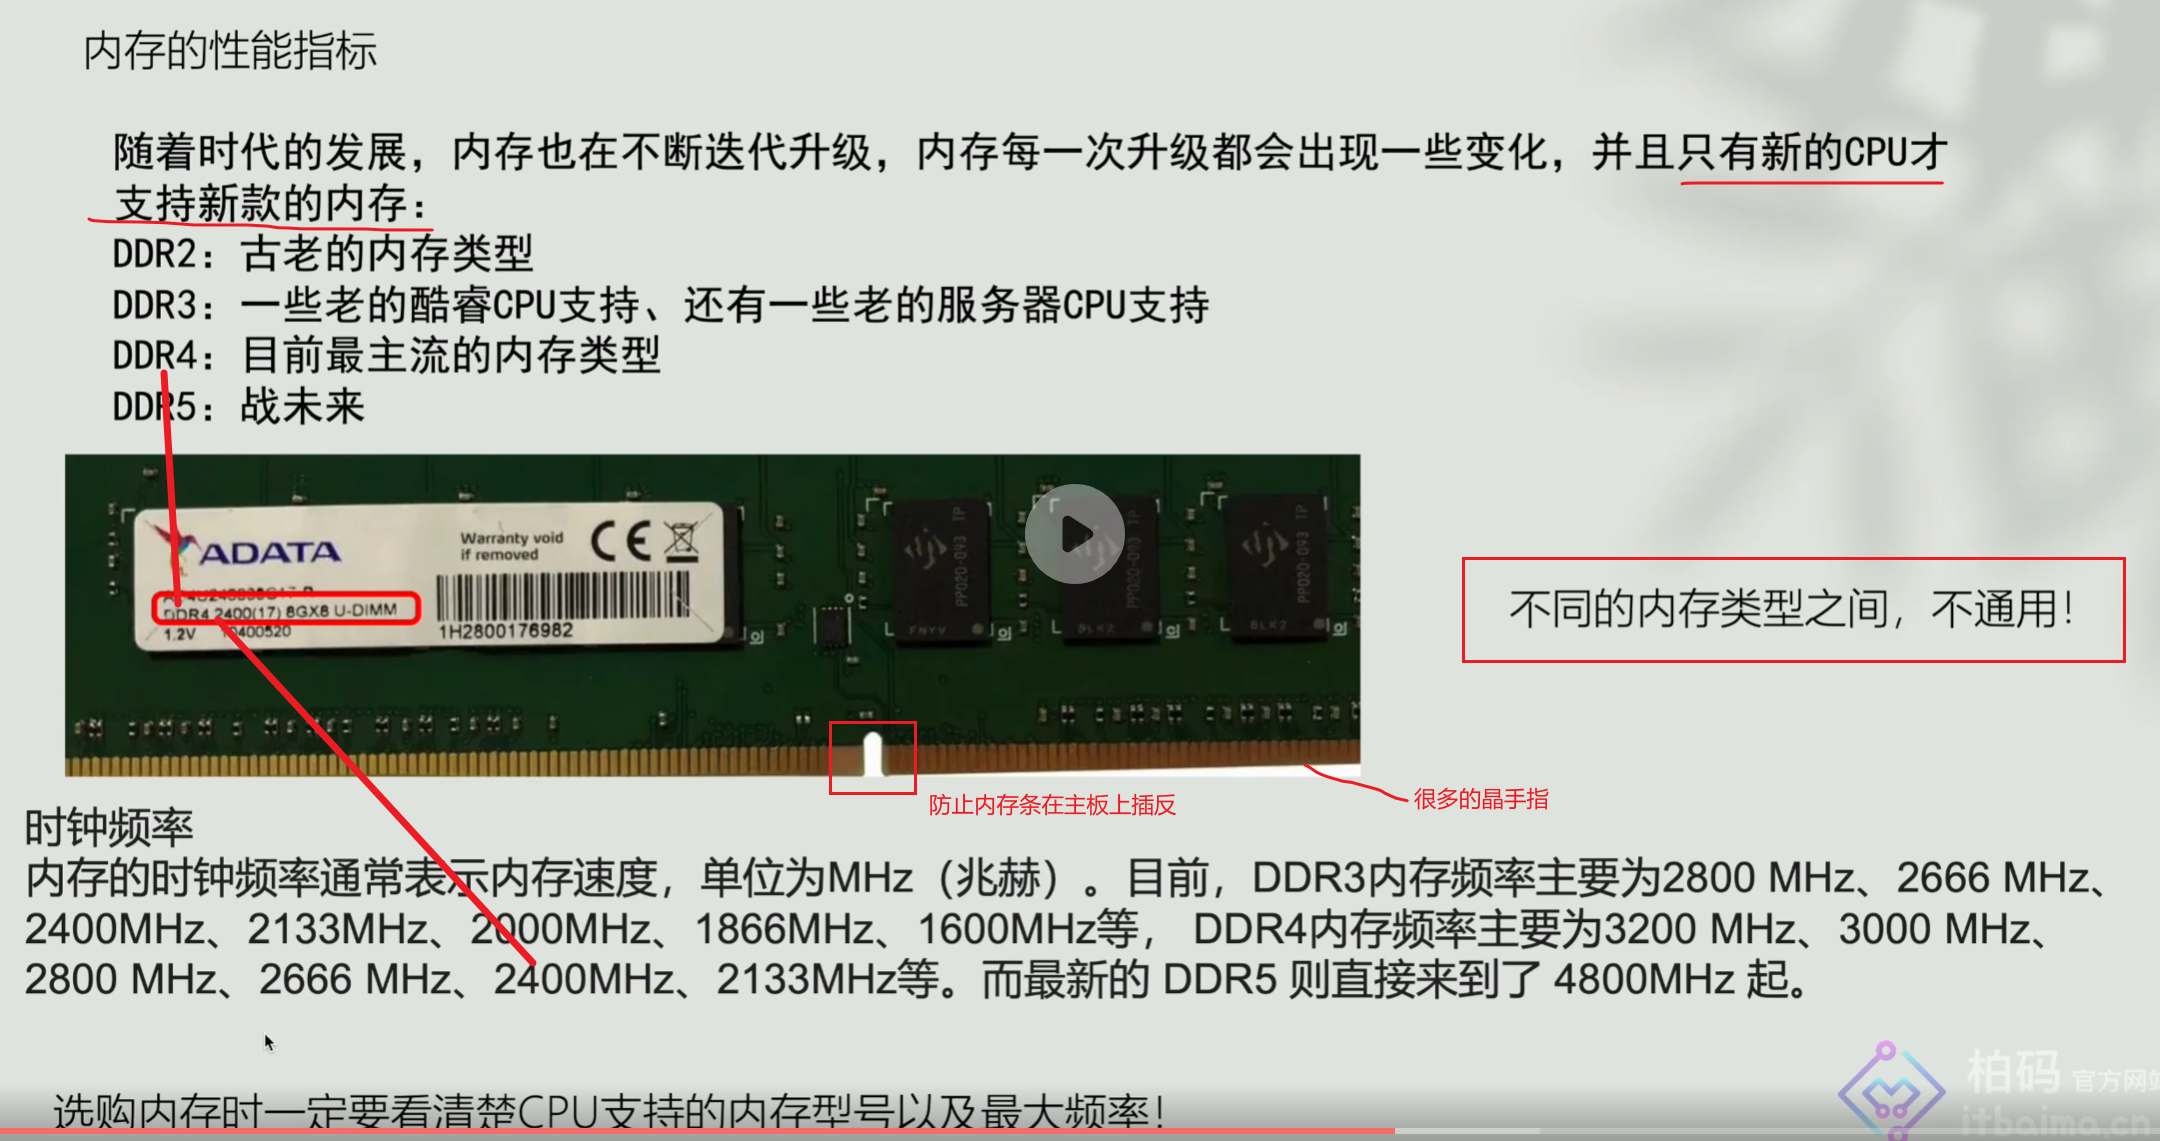 内存的性能指标
随着时代的发展，内存也在不断迭代升级，内存每一次升级都会出现一些变化，并且只有新的CPU才
支持新款的内存：
DDR2：古老的内存类型
DDR3：一些老的酷睿CPU支持、还有一些老的服务器CPU支持
DDR4：目前最主流的内存类型
DDR5：战未来
ADATA
Warranty void
if removed
CE
DDR4 2400(17) 8GX8 U-DIMM
1.2V
1H2800176982
PP020-093 TP
PP020-093 TP
PP020-093 TP
FNYV
BLK2
BLK2
不同的内存类型之间，不通用！
防止内存条在主板上插反
很多的晶手指
时钟频率
内存的时钟频率通常表示内存速度，单位为MHz（兆赫）。目前，DDR3内存频率主要为2800 MHz、2666 MHz、
2400MHz、2133MHz、2000MHz、1866MHz、1600MHz等， DDR4内存频率主要为3200 MHz、3000 MHz、
2800 MHz、2666 MHz、2400MHz、2133MHz等。而最新的 DDR5 则直接来到了 4800MHz 起。
选购内存时一定要看清楚CPU支持的内存型号以及最大频率！
柏码 官方网站
itbaima.cn